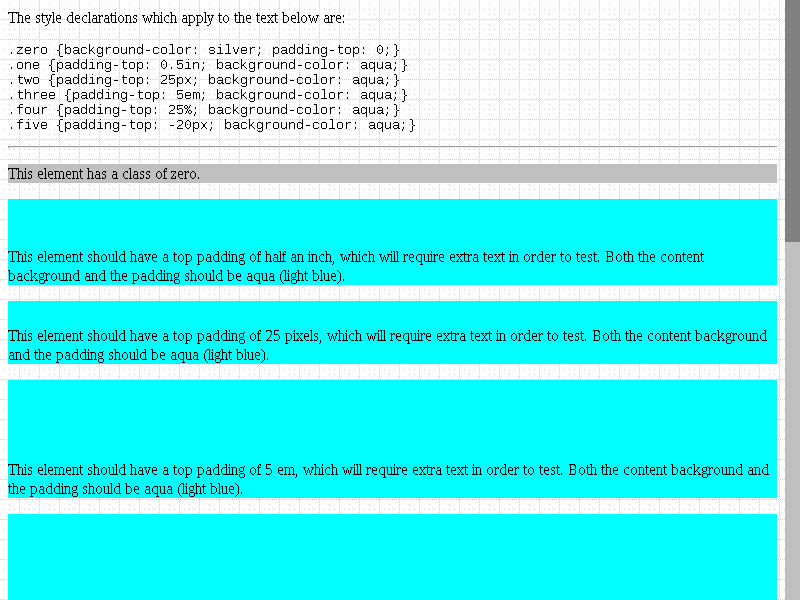 The style declarations which apply to the text below are:
.zero {background-color: silver; padding-top: 0;}
.one {padding-top: 0.5in; background-color: aqua;}
.two {padding-top: 25px; background-color: aqua;}
.three {padding-top: 5em; background-color: aqua;}
.four {padding-top: 25%; background-color: aqua;}
.five {padding-top: -20px; background-color: aqua;}
This element has a class of zero.
This element should have a top padding of half an inch, which will require extra text in order to test. Both the content
background and the padding should be aqua (light blue).
This element should have a top padding of 25 pixels, which will require extra text in order to test. Both the content background
and the padding should be aqua (light blue).
This element should have a top padding of 5 em, which will require extra text in order to test. Both the content background and
the padding should be aqua (light blue).